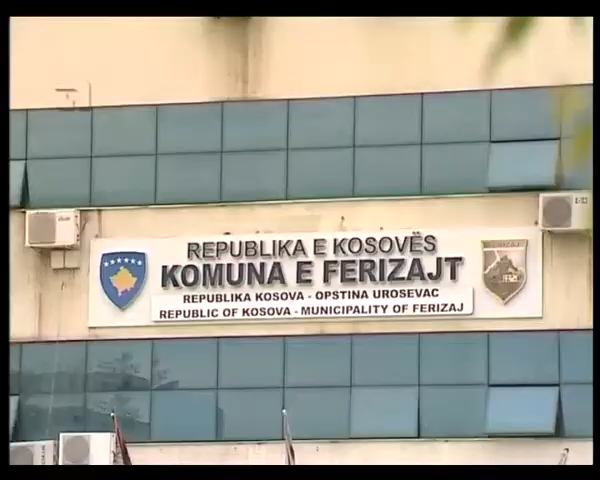 REPUBLIKA E KOSOVËS
KOMUNA E FERIZAJT
REPUBLIKA KOSOVA - OPSTINA UROSEVAC
REPUBLIC OF KOSOVA - MUNICIPALITY OF FERIZAJ